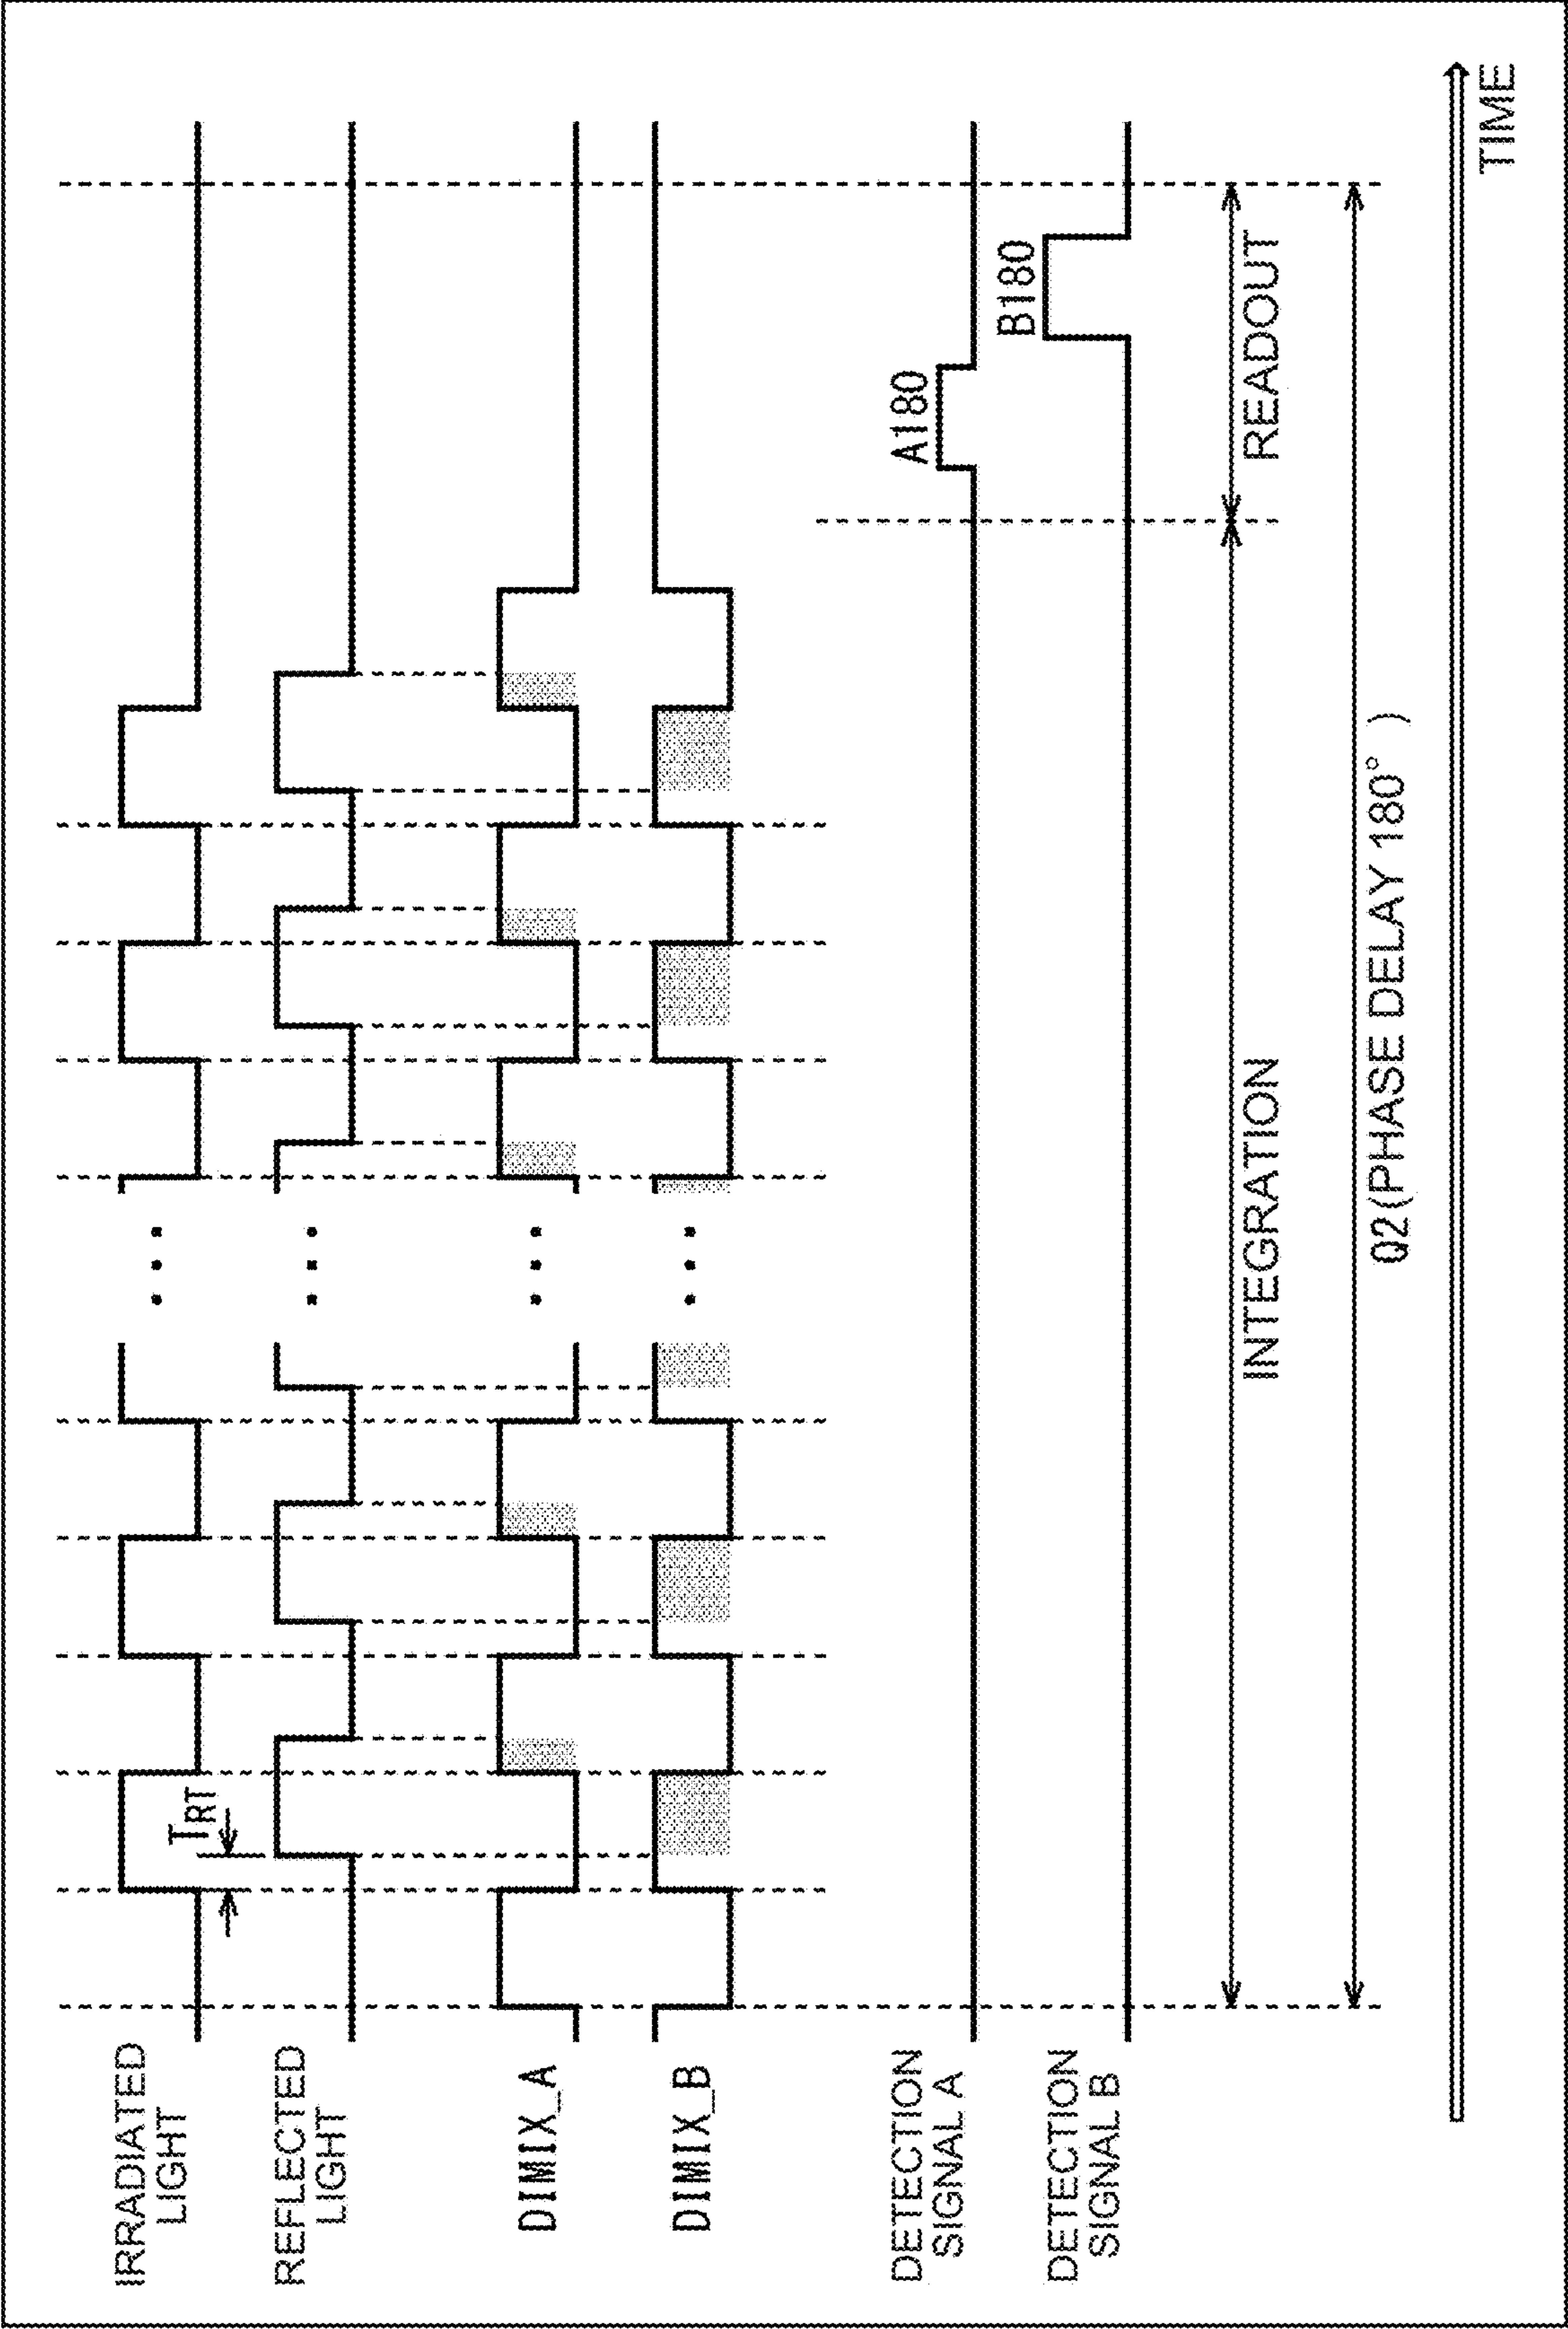 IRRADIATED
LIGHT
TRT
REFLECTED
LIGHT
DIMIX_A
DIMIX_B
DETECTION
SIGNAL A
A180
DETECTION
SIGNAL B
B180
INTEGRATION
READOUT
Q2(PHASE DELAY 180° )
TIME